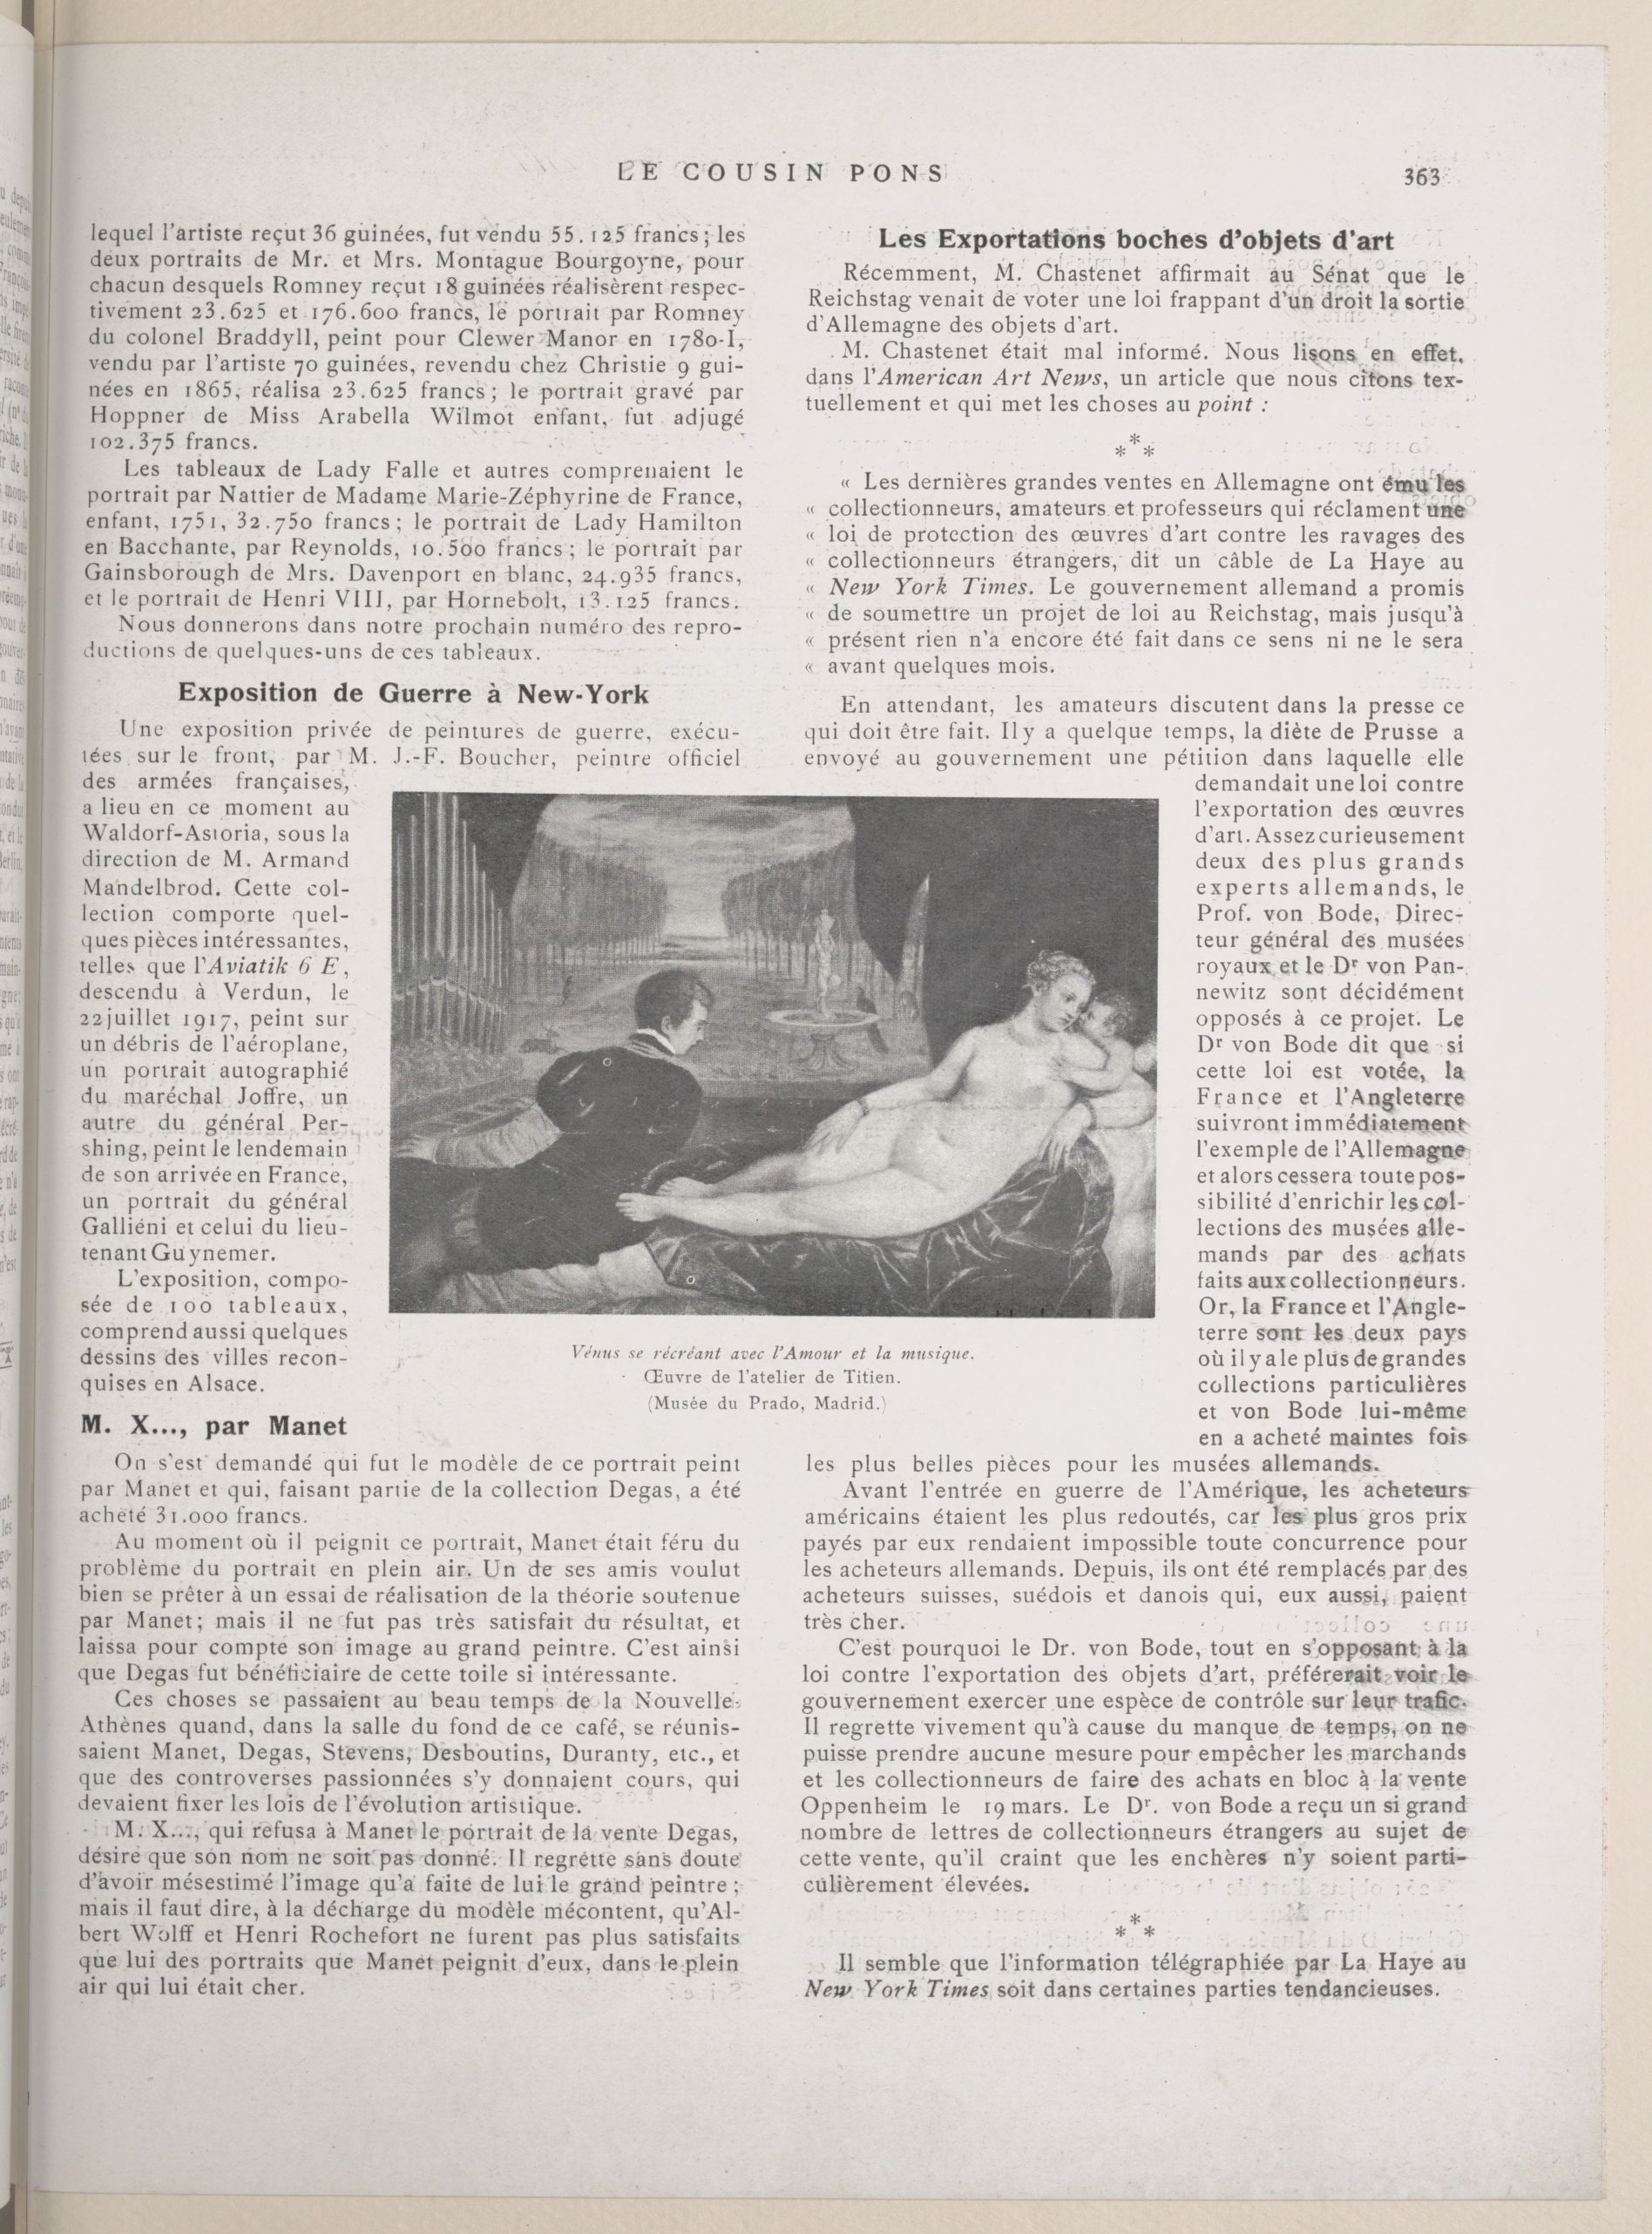 LE COUSIN PONS
363
lequel l'artiste reçut 36 guinées, fut vendu 55.125 francs; les
deux portraits de Mr. et Mrs. Montague Bourgoyne, pour
chacun desquels Romney reçut 18 guinées réalisèrent respec-
tivement 23.625 et 176.600 francs, le portrait par Romney
du colonel Braddyll, peint pour Clewer Manor en 1780-I,
vendu par l'artiste 70 guinées, revendu chez Christie 9 gui-
nées en 1865, réalisa 23.625 francs; le portrait gravé par
Hoppner de Miss Arabella Wilmot enfant, fut adjugé
102.375 francs.
Les tableaux de Lady Falle et autres comprenaient le
portrait par Nattier de Madame Marie-Zéphyrine de France,
enfant, 1751, 32.750 francs; le portrait de Lady Hamilton
en Bacchante, par Reynolds, 10.500 francs; le portrait par
Gainsborough de Mrs. Davenport en blanc, 24.935 francs,
et le portrait de Henri VIII, par Hornebolt, 13.125 francs.
Nous donnerons dans notre prochain numéro des repro-
ductions de quelques-uns de ces tableaux.
Exposition de Guerre à New-York
Une exposition privée de peintures de guerre, exécu-
tées sur le front, par M. J.-F. Boucher, peintre officiel
des armées françaises,
a lieu en ce moment au
Waldorf-Astoria, sous la
direction de M. Armand
Mandelbrod. Cette col-
lection comporte quel-
ques pièces intéressantes,
telles que l'Aviatik 6 E,
descendu à Verdun, le
22 juillet 1917, peint sur
un débris de l'aéroplane,
un portrait autographié
du maréchal Joffre, un
autre du général Per-
shing, peint le lendemain
de son arrivée en France,
un portrait du général
Galliéni et celui du lieu-
tenant Guynemer.
L'exposition, compo-
sée de 100 tableaux,
comprend aussi quelques
dessins des villes recon-
quises en Alsace.
M. X..., par Manet
On s'est demandé qui fut le modèle de ce portrait peint
par Manet et qui, faisant partie de la collection Degas, a été
acheté 31.000 francs.
Au moment où il peignit ce portrait, Manet était féru du
problème du portrait en plein air. Un de ses amis voulut
bien se prêter à un essai de réalisation de la théorie soutenue
par Manet; mais il ne fut pas très satisfait du résultat, et
laissa pour compte son image au grand peintre. C'est ainsi
que Degas fut bénéficiaire de cette toile si intéressante.
Ces choses se passaient au beau temps de la Nouvelle-
Athènes quand, dans la salle du fond de ce café, se réunis-
saient Manet, Degas, Stevens, Desboutins, Duranty, etc., et
que des controverses passionnées s'y donnaient cours, qui
devaient fixer les lois de l'évolution artistique.
M. X..., qui refusa à Manet le portrait de la vente Degas,
désire que son nom ne soit pas donné. Il regrette sans doute
d'avoir mésestimé l'image qu'a faite de lui le grand peintre;
mais il faut dire, à la décharge du modèle mécontent, qu'Al-
bert Wolff et Henri Rochefort ne furent pas plus satisfaits
que lui des portraits que Manet peignit d'eux, dans le plein
air qui lui était cher.
Vénus se récréant avec l'Amour et la musique.
Œuvre de l'atelier de Titien.
(Musée du Prado, Madrid.)
Les Exportations boches d'objets d'art
Récemment, M. Chastenet affirmait au Sénat que le
Reichstag venait de voter une loi frappant d'un droit la sortie
d'Allemagne des objets d'art.
M. Chastenet était mal informé. Nous lisons en effet,
dans l'American Art News, un article que nous citons tex-
tuellement et qui met les choses au point :
* * *
« Les dernières grandes ventes en Allemagne ont ému les
« collectionneurs, amateurs et professeurs qui réclament une
« loi de protection des œuvres d'art contre les ravages des
« collectionneurs étrangers, dit un câble de La Haye au
« New York Times. Le gouvernement allemand a promis
« de soumettre un projet de loi au Reichstag, mais jusqu'à
« présent rien n'a encore été fait dans ce sens ni ne le sera
« avant quelques mois.
En attendant, les amateurs discutent dans la presse ce
qui doit être fait. Il y a quelque temps, la diète de Prusse a
envoyé au gouvernement une pétition dans laquelle elle
demandait une loi contre
l'exportation des œuvres
d'art. Assez curieusement
deux des plus grands
experts allemands, le
Prof. von Bode, Direc-
teur général des musées
royaux et le Dr von Pan-
newitz sont décidément
opposés à ce projet. Le
Dr von Bode dit que si
cette loi est votée, la
France et l'Angleterre
suivront immédiatement
l'exemple de l'Allemagne
et alors cessera toute pos-
sibilité d'enrichir les col-
lections des musées alle-
mands par des achats
faits aux collectionneurs.
Or, la France et l'Angle-
terre sont les deux pays
où il y a le plus de grandes
collections particulières
et von Bode lui-même
en a acheté maintes fois
les plus belles pièces pour les musées allemands.
Avant l'entrée en guerre de l'Amérique, les acheteurs
américains étaient les plus redoutés, car les plus gros prix
payés par eux rendaient impossible toute concurrence pour
les acheteurs allemands. Depuis, ils ont été remplacés par des
acheteurs suisses, suédois et danois qui, eux aussi, paient
très cher.
C'est pourquoi le Dr. von Bode, tout en s'opposant à la
loi contre l'exportation des objets d'art, préférerait voir le
gouvernement exercer une espèce de contrôle sur leur trafic.
Il regrette vivement qu'à cause du manque de temps, on ne
puisse prendre aucune mesure pour empêcher les marchands
et les collectionneurs de faire des achats en bloc à la vente
Oppenheim le 19 mars. Le Dr. von Bode a reçu un si grand
nombre de lettres de collectionneurs étrangers au sujet de
cette vente, qu'il craint que les enchères n'y soient parti-
culièrement élevées.
* * *
Il semble que l'information télégraphiée par La Haye au
New York Times soit dans certaines parties tendancieuses.